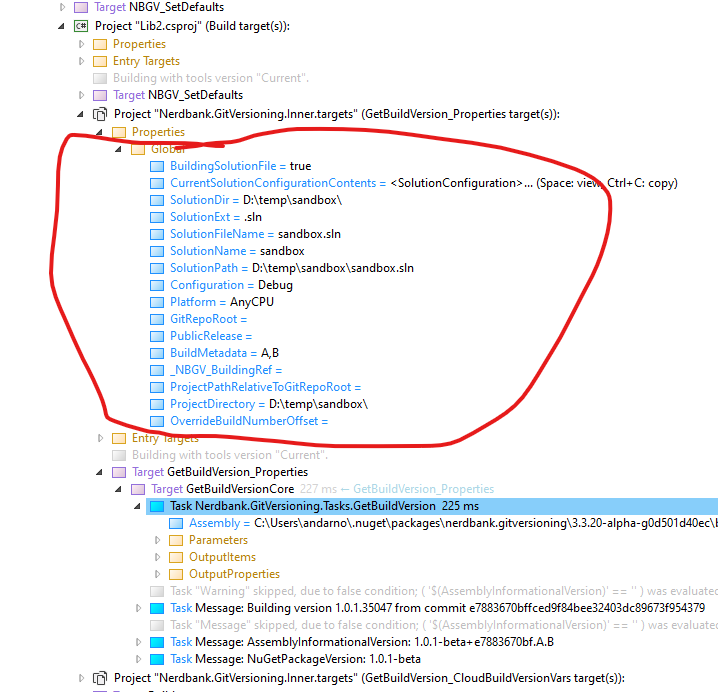 Target NBGV_SetDefaults
C# Project "Lib2.csproj" (Build target(s)):
Properties
Entry Targets
Building with tools version "Current".
Target NBGV_SetDefaults
Project "Nerdbank.GitVersioning.Inner.targets" (GetBuildVersion_Properties target(s)):
Properties
Global
BuildingSolutionFile = true
CurrentSolutionConfigurationContents = <SolutionConfiguration>... (Space: view, Ctrl+C: copy)
SolutionDir = D:\temp\sandbox\
SolutionExt = .sln
SolutionFileName = sandbox.sln
SolutionName = sandbox
SolutionPath = D:\temp\sandbox\sandbox.sln
Configuration = Debug
Platform = AnyCPU
GitRepoRoot =
PublicRelease =
BuildMetadata = A,B
_NBGV_BuildingRef =
ProjectPathRelativeToGitRepoRoot =
ProjectDirectory = D:\temp\sandbox\
OverrideBuildNumberOffset =
Entry Targets
Building with tools version "Current".
Target GetBuildVersion_Properties
Target GetBuildVersionCore 227 ms ← GetBuildVersion_Properties
Task Nerdbank.GitVersioning.Tasks.GetBuildVersion 225 ms
Assembly = C:\Users\andarno\.nuget\packages\nerdbank.gitversioning\3.3.20-alpha-g0d501d40ec\b
Parameters
OutputItems
OutputProperties
Task "Warning" skipped, due to false condition; ( '$(AssemblyInformationalVersion)' == '' ) was evaluated
Task Message: Building version 1.0.1.35047 from commit e7883670bffced9f84bee32403dc89673f954379
Task "Message" skipped, due to false condition; ( '$(AssemblyInformationalVersion)' == '' ) was evaluated
Task Message: AssemblyInformationalVersion: 1.0.1-beta+e7883670bf.A.B
Task Message: NuGetPackageVersion: 1.0.1-beta
Project "Nerdbank.GitVersioning.Inner.targets" (GetBuildVersion_CloudBuildVersionVars target(s)):